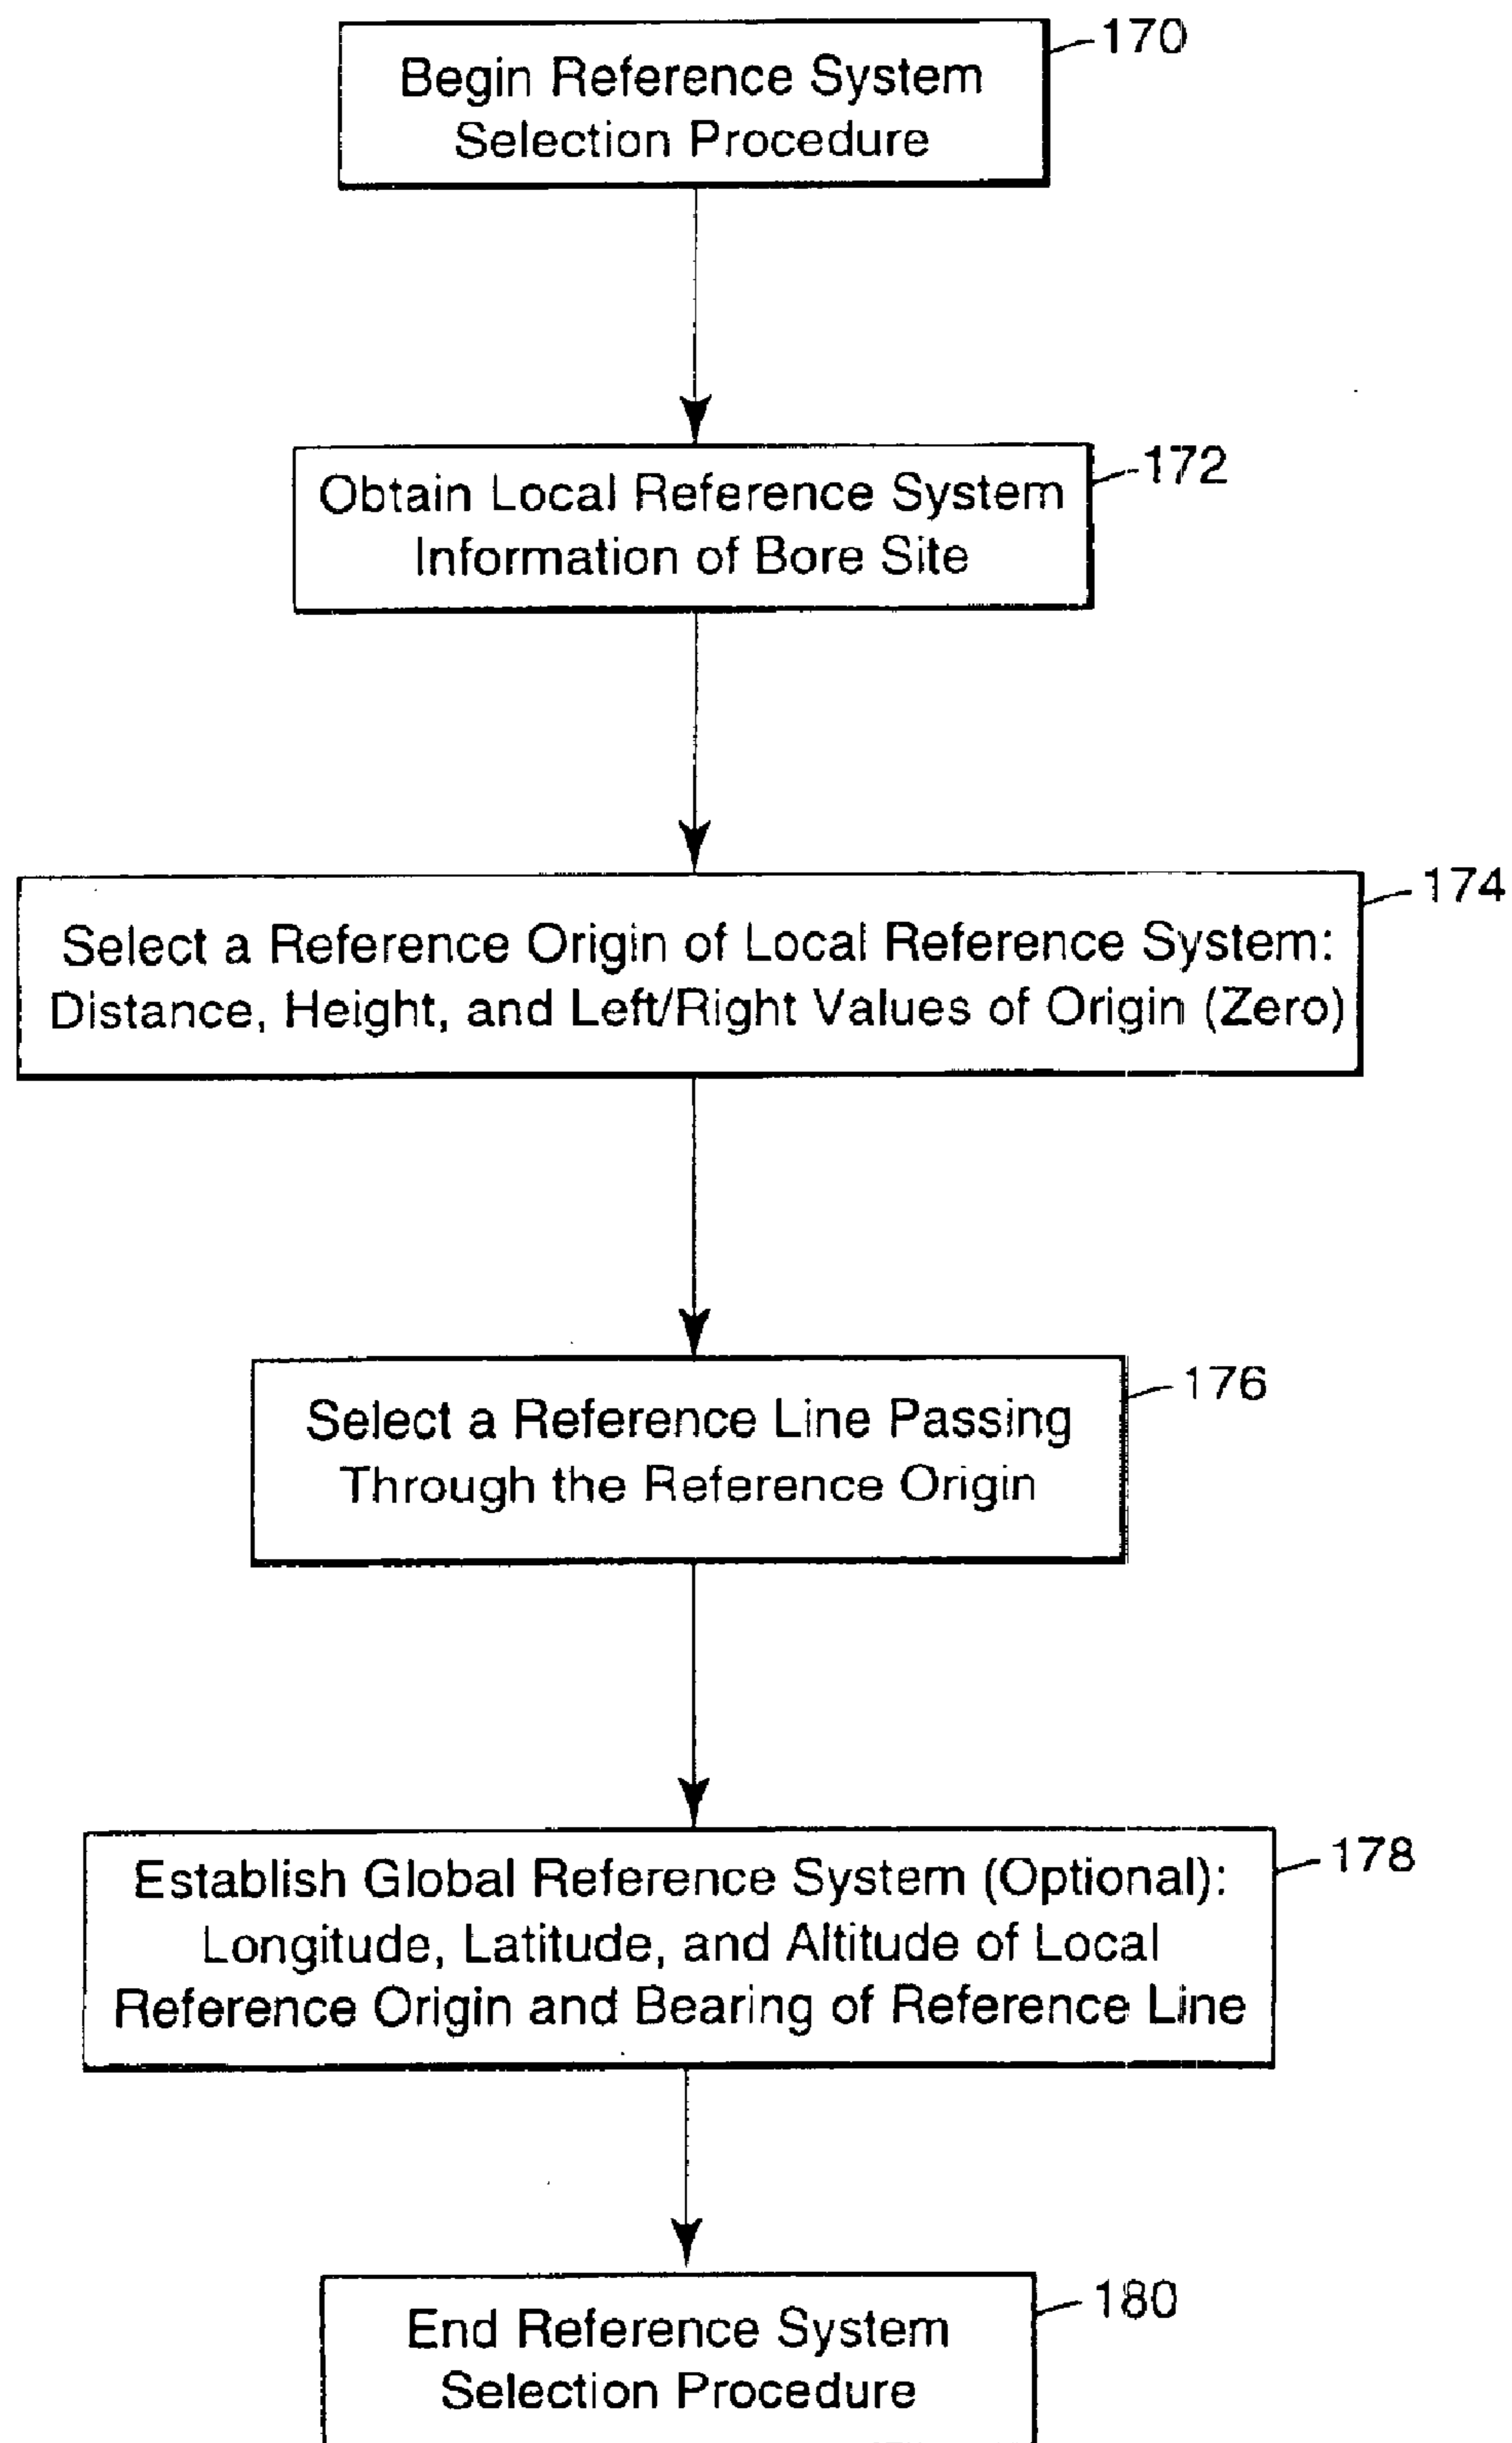 Begin Reference System
Selection Procedure
170
Obtain Local Reference System
Information of Bore Site
172
Select a Reference Origin of Local Reference System:
Distance, Height, and Left/Right Values of Origin (Zero)
174
Select a Reference Line Passing
Through the Reference Origin
176
Establish Global Reference System (Optional):
Longitude, Latitude, and Altitude of Local
Reference Origin and Bearing of Reference Line
178
End Reference System
Selection Procedure
180